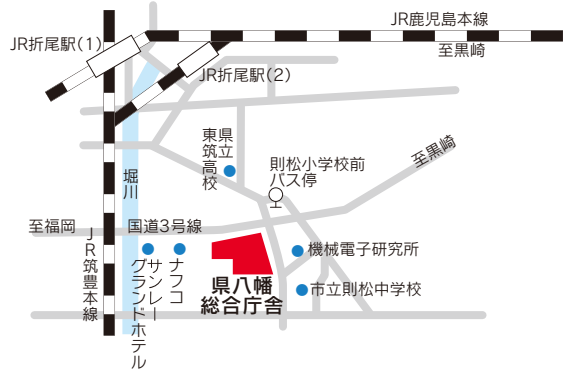 JR鹿児島本線
至黒崎
JR折尾駅(1)
JR折尾駅(2)
県立
東筑高校
則松小学校前
バス停
至黒崎
堀川
至福岡
国道3号線
JR筑豊本線
サンレー
グランドホテル
ナフコ
県八幡
総合庁舎
機械電子研究所
市立則松中学校